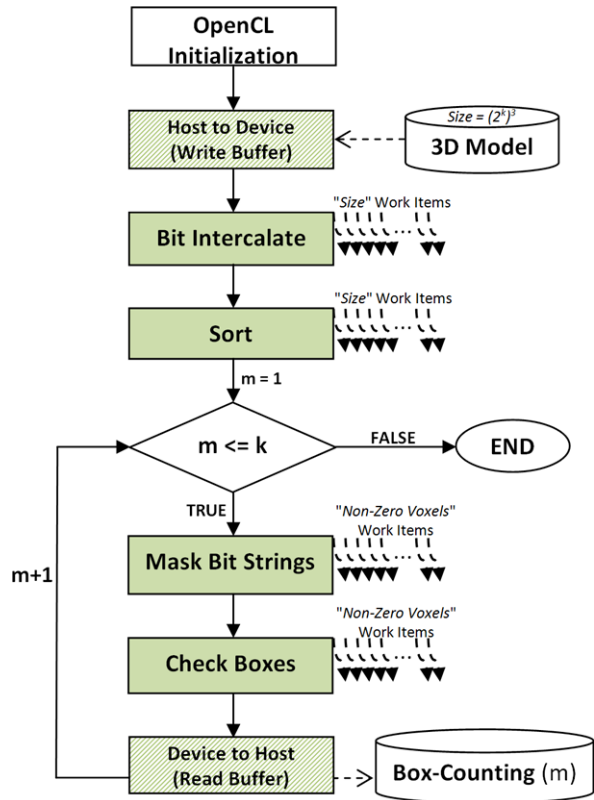 OpenCL
Initialization
Host to Device
(Write Buffer)
Size = (2^k)^3
3D Model
"Size" Work Items
Bit Intercalate
...
"Size" Work Items
Sort
...
m = 1
m <= k
FALSE
END
TRUE
"Non-Zero Voxels"
Work Items
Mask Bit Strings
...
m+1
"Non-Zero Voxels"
Work Items
Check Boxes
...
Device to Host
(Read Buffer)
Box-Counting (m)